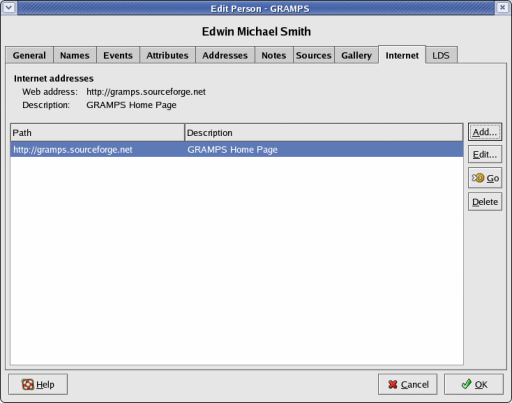 Edit Person - GRAMPS
Edwin Michael Smith
General Names Events Attributes Addresses Notes Sources Gallery Internet LDS
Internet addresses
Web address: http://gramps.sourceforge.net
Description: GRAMPS Home Page
Path Description
http://gramps.sourceforge.net GRAMPS Home Page
Add...
Edit...
Go
Delete
Help Cancel OK